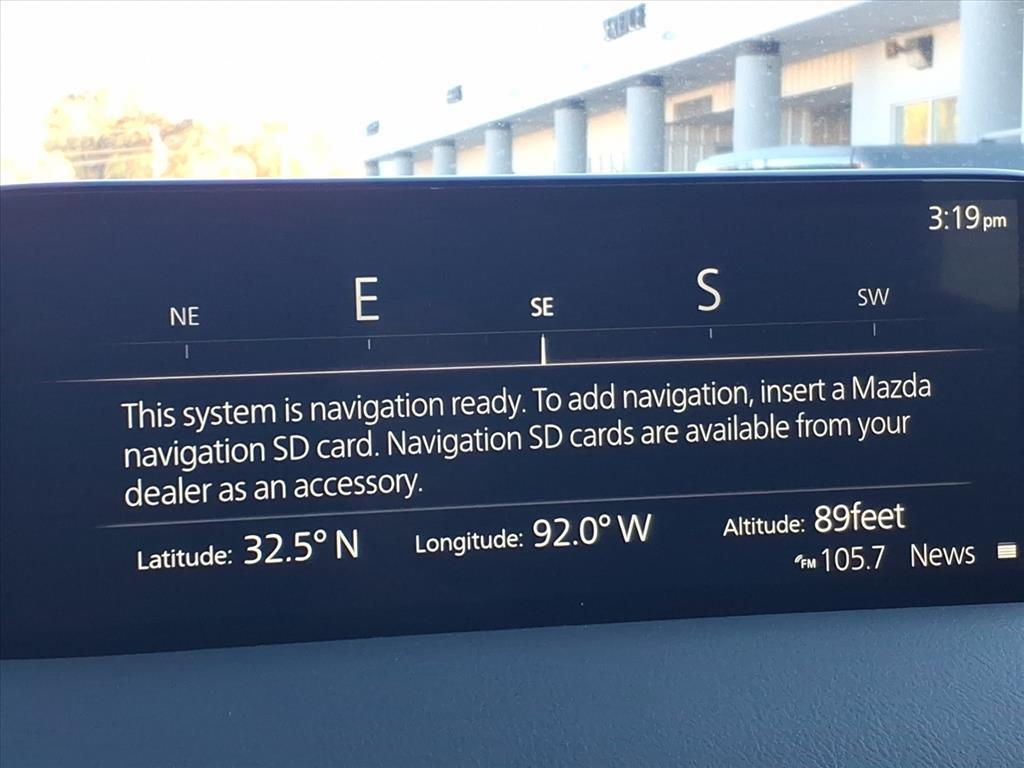 3:19pm
NE E SE S SW
This system is navigation ready. To add navigation, insert a Mazda
navigation SD card. Navigation SD cards are available from your
dealer as an accessory.
Latitude: 32.5° N Longitude: 92.0° W Altitude: 89feet
FM 105.7 News